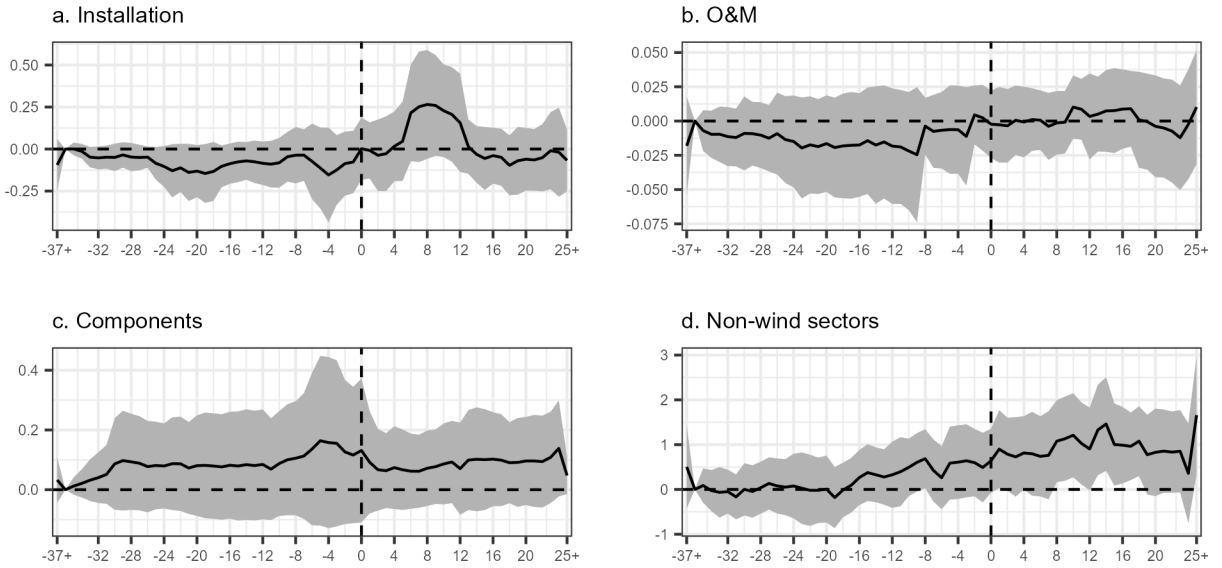 a. Installation
0.50
0.25
0.00
-0.25
-37+ -32 -28 -24 -20 -16 -12 -8 -4 0 4 8 12 16 20 25+
b. O&M
0.050
0.025
0.000
-0.025
-0.050
-0.075
-37+ -32 -28 -24 -20 -16 -12 -8 -4 0 4 8 12 16 20 25+
c. Components
0.4
0.2
0.0
-37+ -32 -28 -24 -20 -16 -12 -8 -4 0 4 8 12 16 20 25+
d. Non-wind sectors
3
2
1
0
-1
-37+ -32 -28 -24 -20 -16 -12 -8 -4 0 4 8 12 16 20 25+